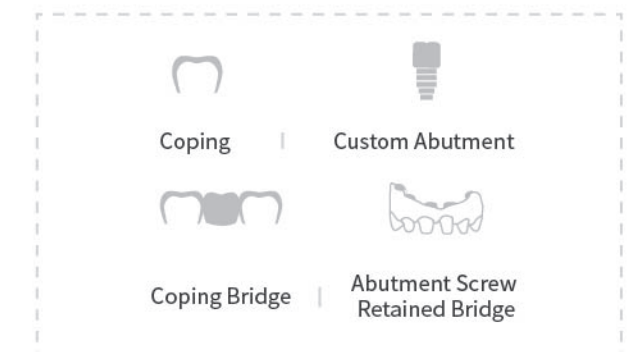 Coping
Custom Abutment
Coping Bridge
Abutment Screw
Retained Bridge